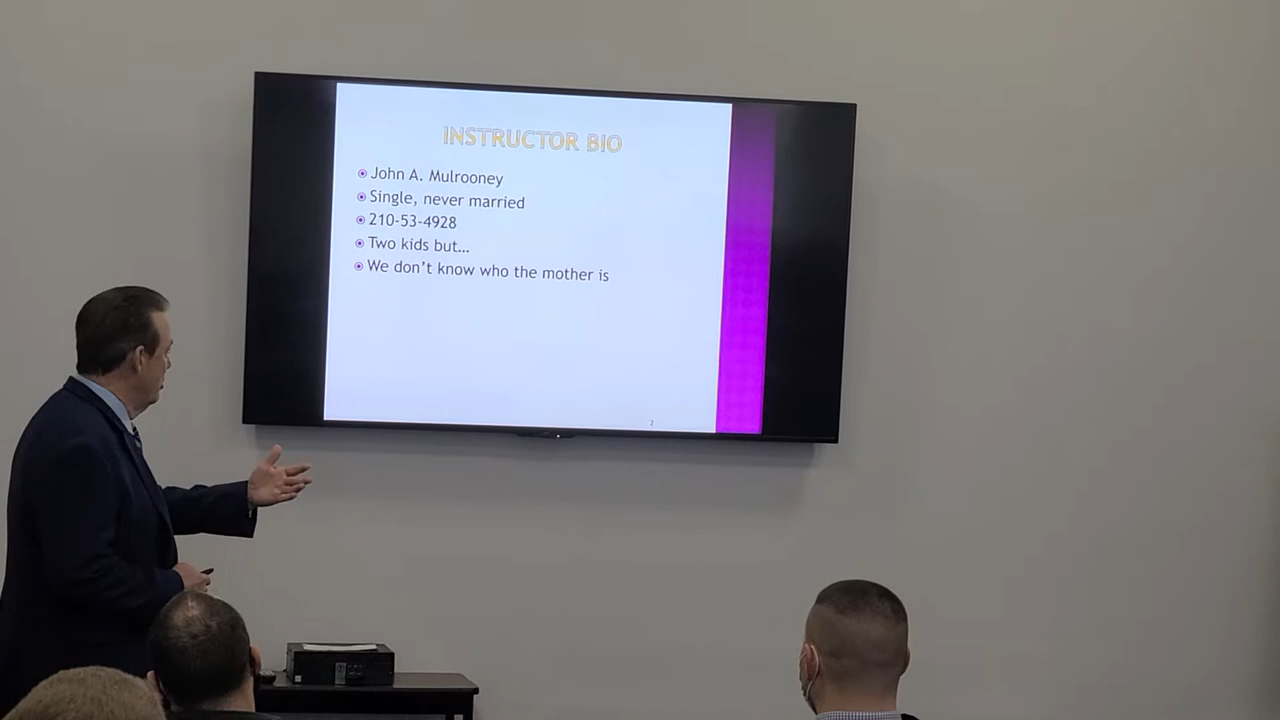 INSTRUCTOR BIO
John A. Mulrooney
Single, never married
210-53-4928
Two kids but...
We don't know who the mother is
2